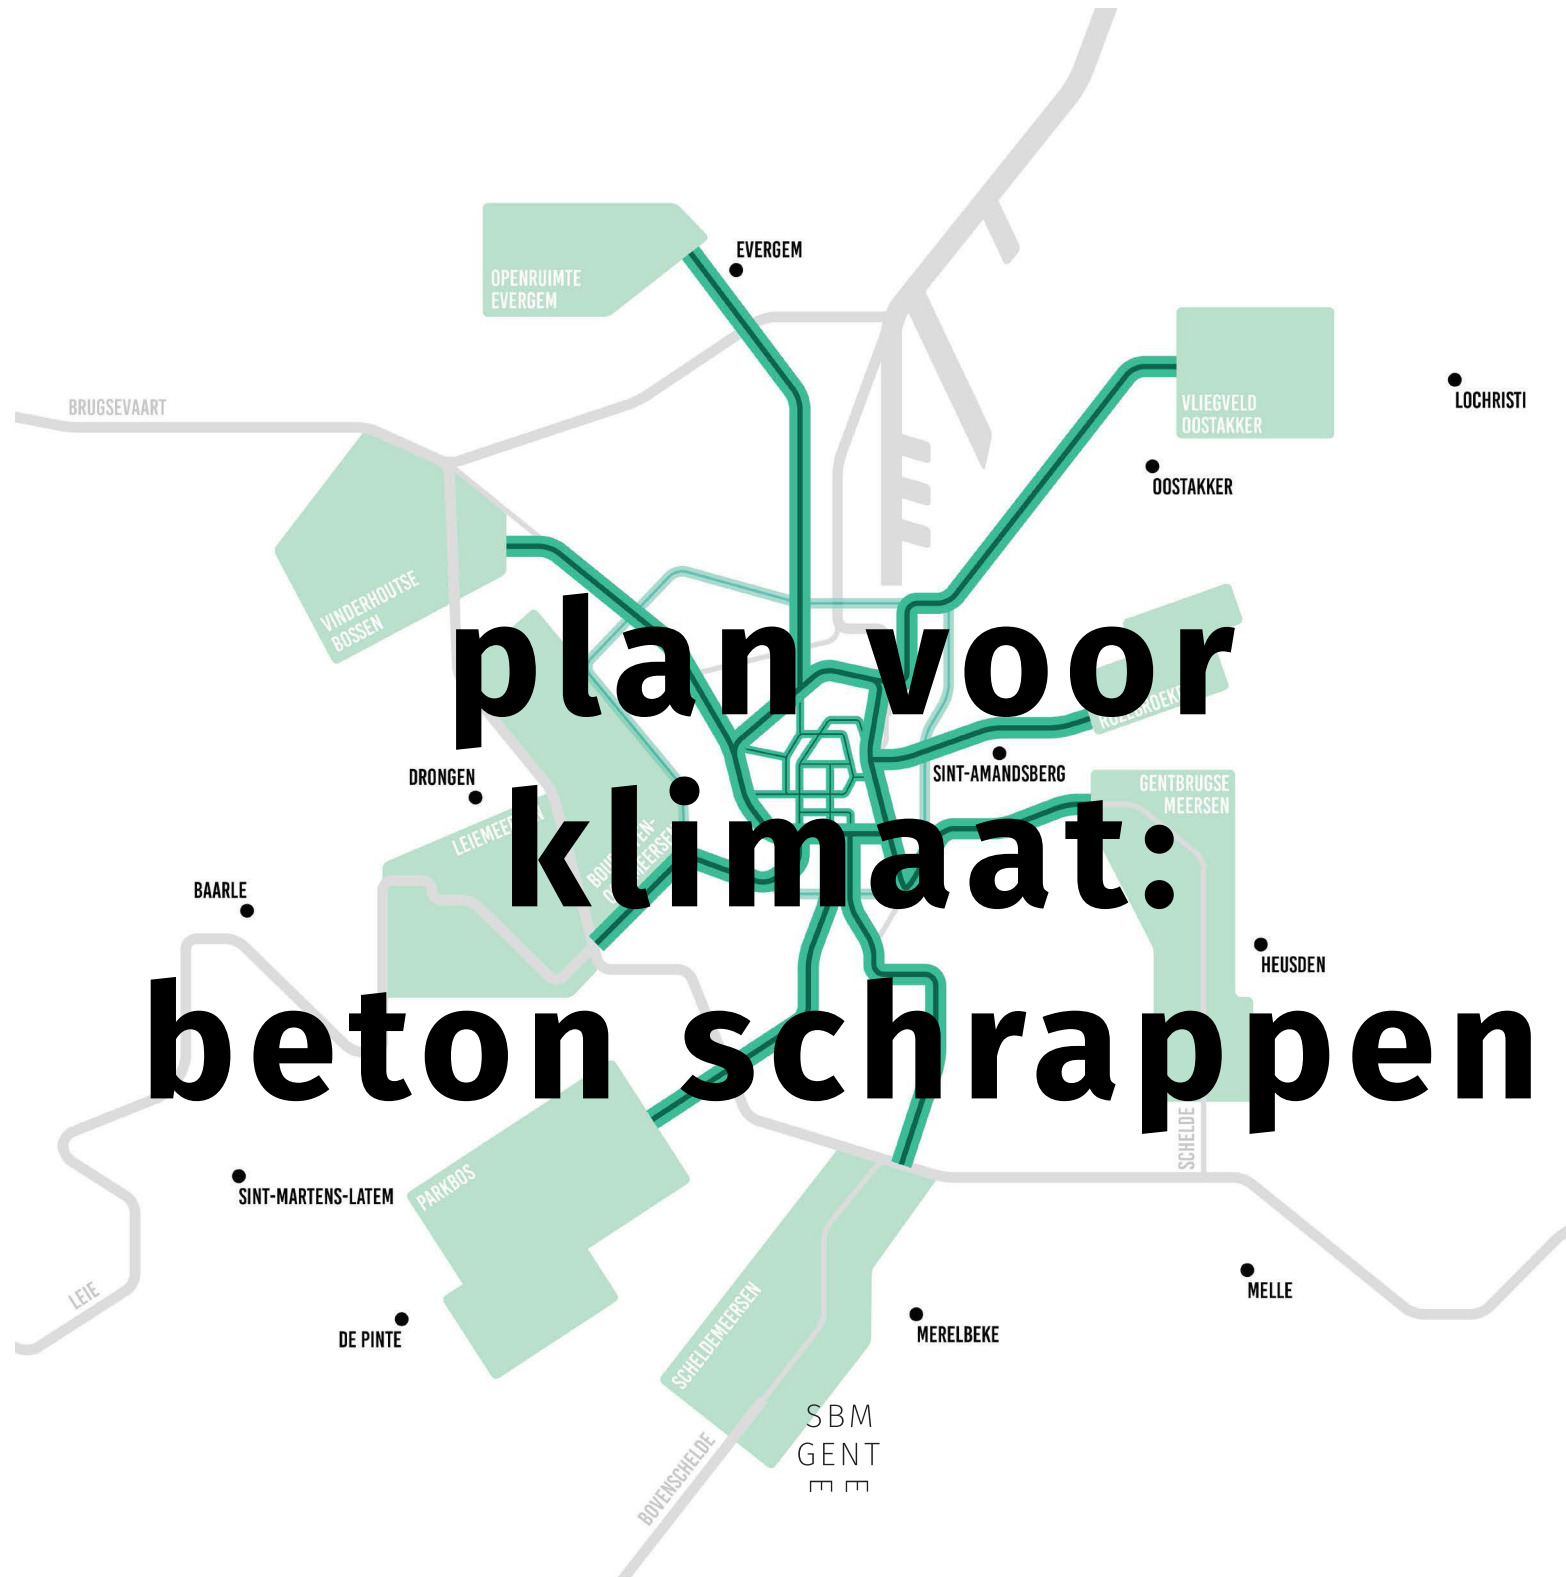 EVERGEM
OPENRUIMTE
EVERGEM
LOCHRISTI
BRUGSEVAART
VLIEGVELD
OOSTAKKER
OOSTAKKER
VINDERHOUTSE
BOSSEN
plan voor
DRONGEN
SINT-AMANDSBERG
GENTBRUGSE
MEERSEN
klimaat:
BAARLE
HEUSDEN
beton schrappen
SCHELDE
SINT-MARTENS-LATEM
PARKBOS
LEIE
MELLE
DE PINTE
MERELBEKE
SCHELDEMEERSEN
SBM
GENT
BOVENSCHELDE